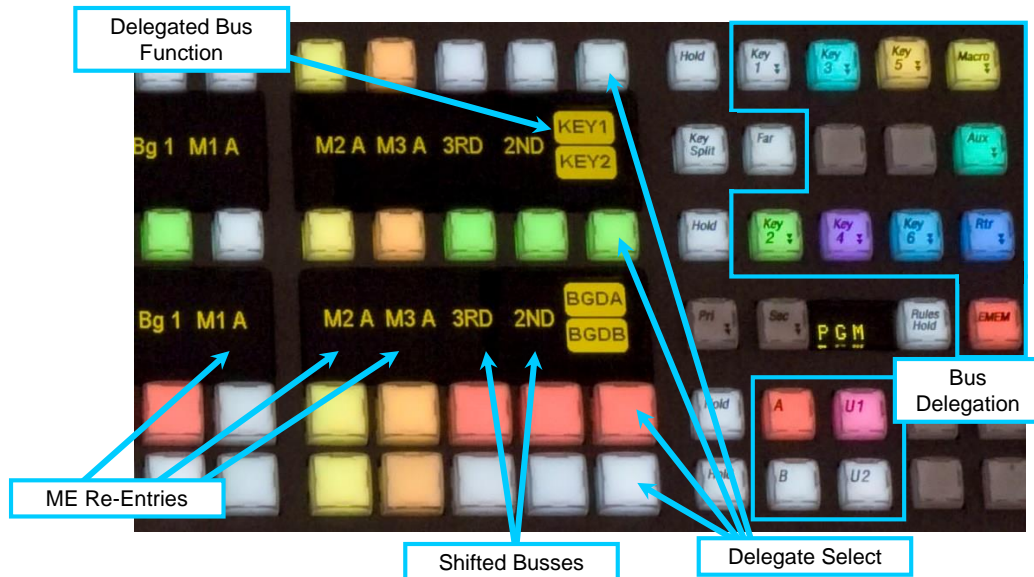 Delegated Bus
Function
Hold
Key
1
Key
3
Key
5
Macro
KEY1
Bg 1 M1 A
M2 A M3 A 3RD 2ND
KEY2
Key
Split
Far
Aux
Hold
Key
2
Key
4
Key
6
Rtr
BGDA
Bg 1 M1 A
M2 A M3 A 3RD 2ND
BGDB
Pri
Sec
PGM
Rules
Hold
EMEM
Bus
Delegation
Hold
A
U1
Hold
B
U2
ME Re-Entries
Shifted Busses
Delegate Select